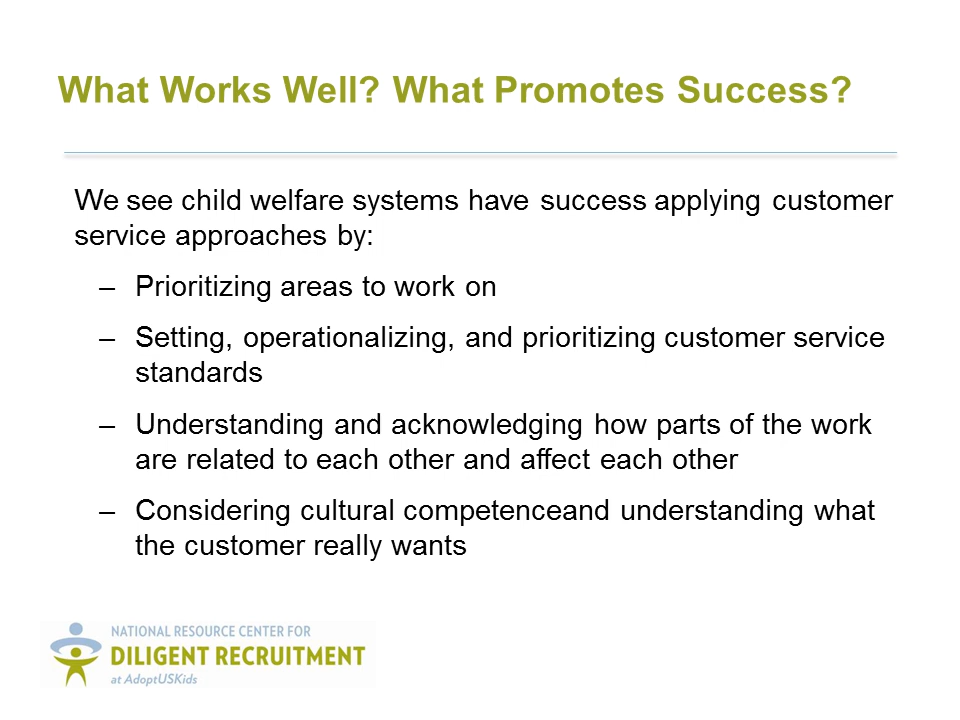 What Works Well? What Promotes Success?
We see child welfare systems have success applying customer
service approaches by:
– Prioritizing areas to work on
– Setting, operationalizing, and prioritizing customer service
standards
– Understanding and acknowledging how parts of the work
are related to each other and affect each other
– Considering cultural competenceand understanding what
the customer really wants
NATIONAL RESOURCE CENTER FOR
DILIGENT RECRUITMENT
at AdoptUSKids